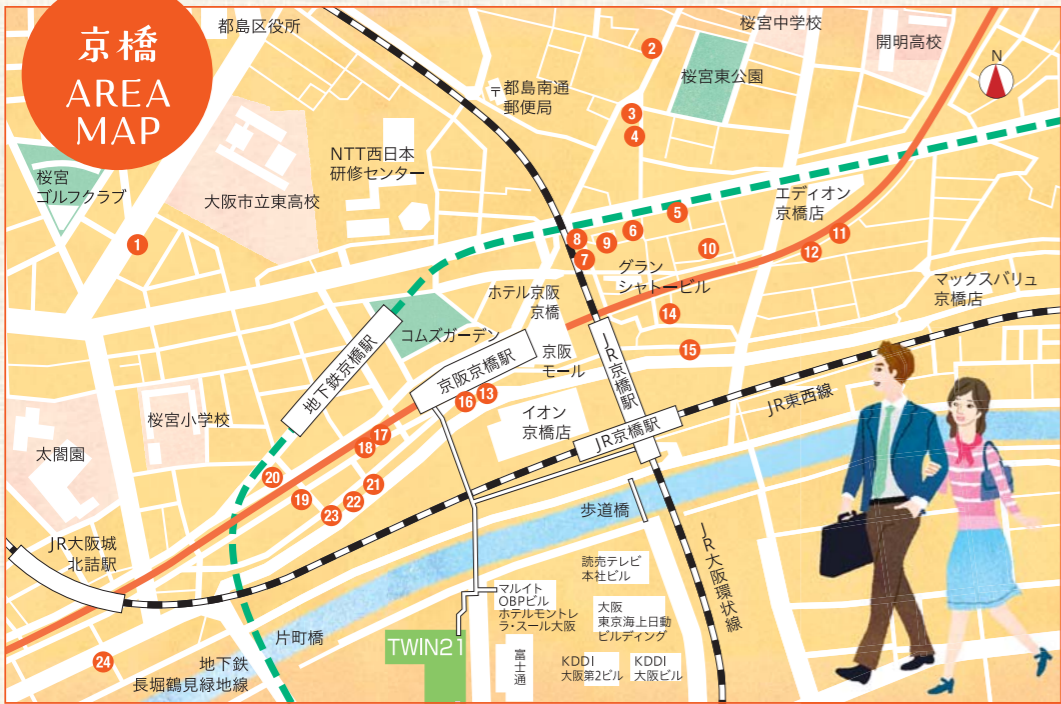 京橋
AREA
MAP
都島区役所
桜宮中学校
開明高校
N
2
桜宮東公園
〒都島南通
郵便局
3
4
NTT西日本
研修センター
桜宮
ゴルフクラブ
大阪市立東高校
エディオン
京橋店
1
5
6
7
8
9
10
11
12
グラン
シャトービル
マックスバリュ
京橋店
ホテル京阪
京橋
14
コムズガーデン
地下鉄京橋駅
京阪京橋駅
京阪
モール
JR京橋駅
15
16
13
イオン
京橋店
JR京橋駅
JR東西線
桜宮小学校
太閤園
17
18
20
19
21
22
23
歩道橋
JR大阪城
北詰駅
JR大阪環状線
読売テレビ
本社ビル
マルイト
OBPビル
ホテルモントレ
ラ・スール大阪
大阪
東京海上日動
ビルディング
片町橋
TWIN21
富士通
KDDI
大阪第2ビル
KDDI
大阪ビル
24
地下鉄
長堀鶴見緑地線